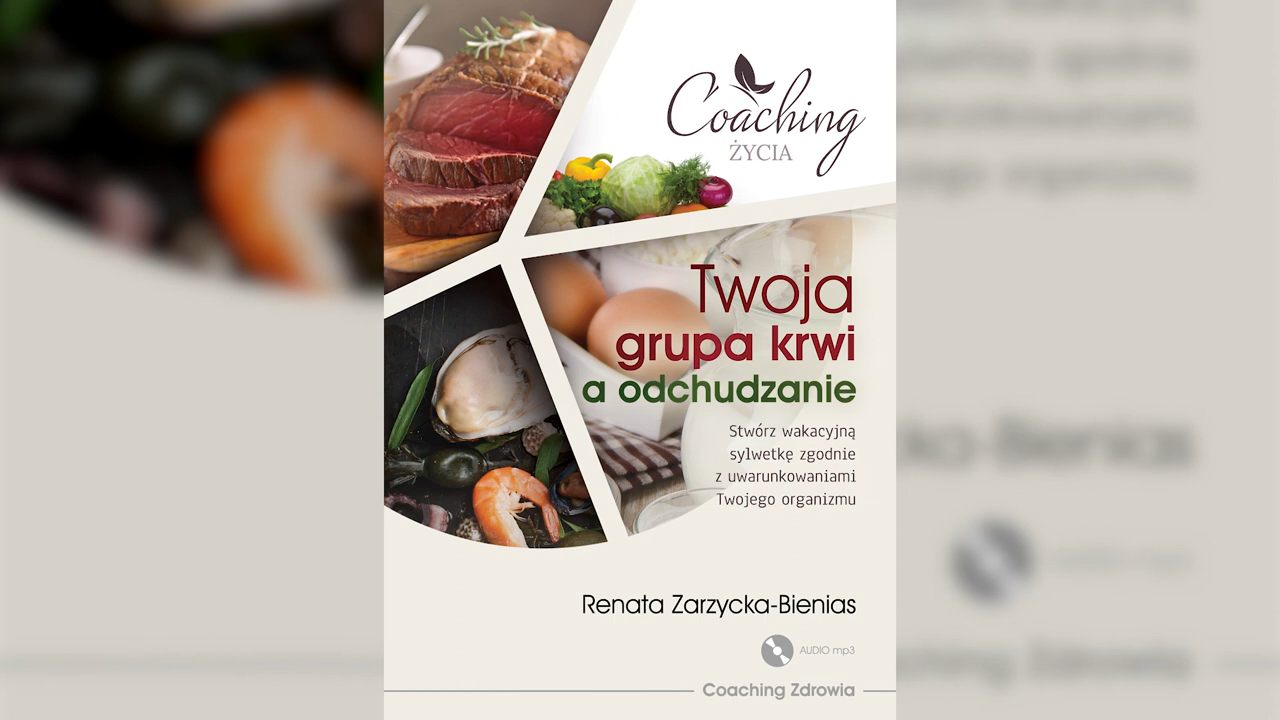 Coaching
ŻYCIA
Twoja
grupa krwi
a odchudzanie
Stwórz wakacyjną
sylwetkę zgodnie
z uwarunkowaniami
Twojego organizmu
Renata Zarzycka-Bienias
AUDIO mp3
Coaching Zdrowia